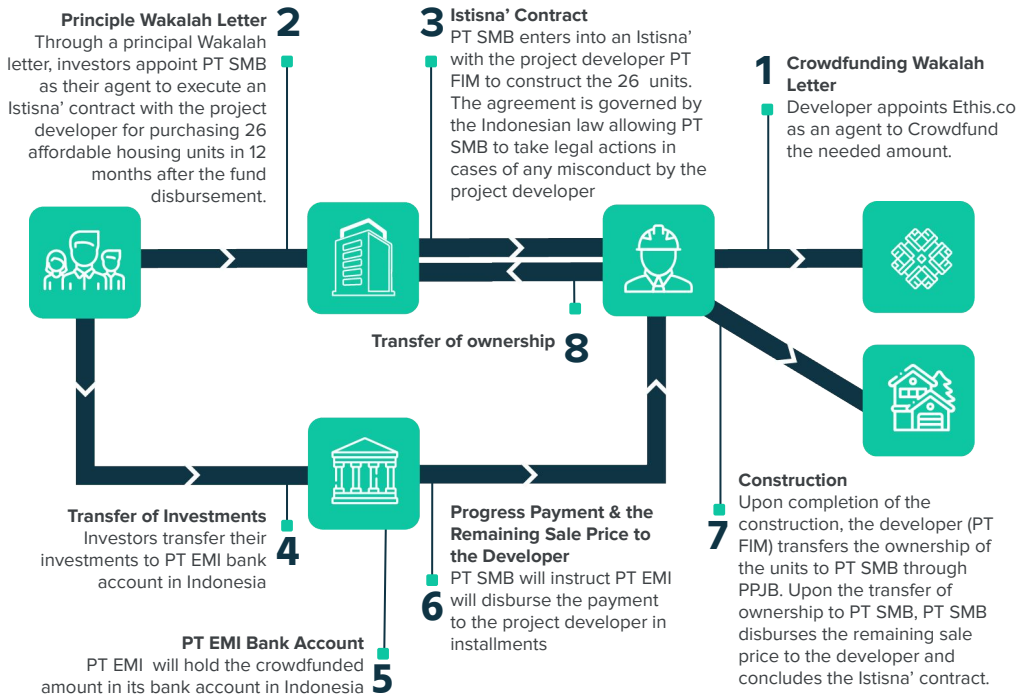 Principle Wakalah Letter
2
Through a principal Wakalah
letter, investors appoint PT SMB
as their agent to execute an
Istisna’ contract with the project
developer for purchasing 26
affordable housing units in 12
months after the fund
disbursement.
3
Istisna’ Contract
PT SMB enters into an Istisna’
with the project developer PT
FIM to construct the 26 units.
The agreement is governed by
the Indonesian law allowing PT
SMB to take legal actions in
cases of any misconduct by the
project developer
1
Crowdfunding Wakalah
Letter
Developer appoints Ethis.co
as an agent to Crowdfund
the needed amount.
Transfer of ownership
8
Transfer of Investments
Investors transfer their
investments to PT EMI bank
account in Indonesia
4
PT EMI Bank Account
PT EMI will hold the crowdfunded
amount in its bank account in Indonesia
5
Progress Payment & the
Remaining Sale Price to
the Developer
6
PT SMB will instruct PT EMI
will disburse the payment
to the project developer in
installments
Construction
7
Upon completion of the
construction, the developer (PT
FIM) transfers the ownership of
the units to PT SMB through
PPJB. Upon the transfer of
ownership to PT SMB, PT SMB
disburses the remaining sale
price to the developer and
concludes the Istisna’ contract.